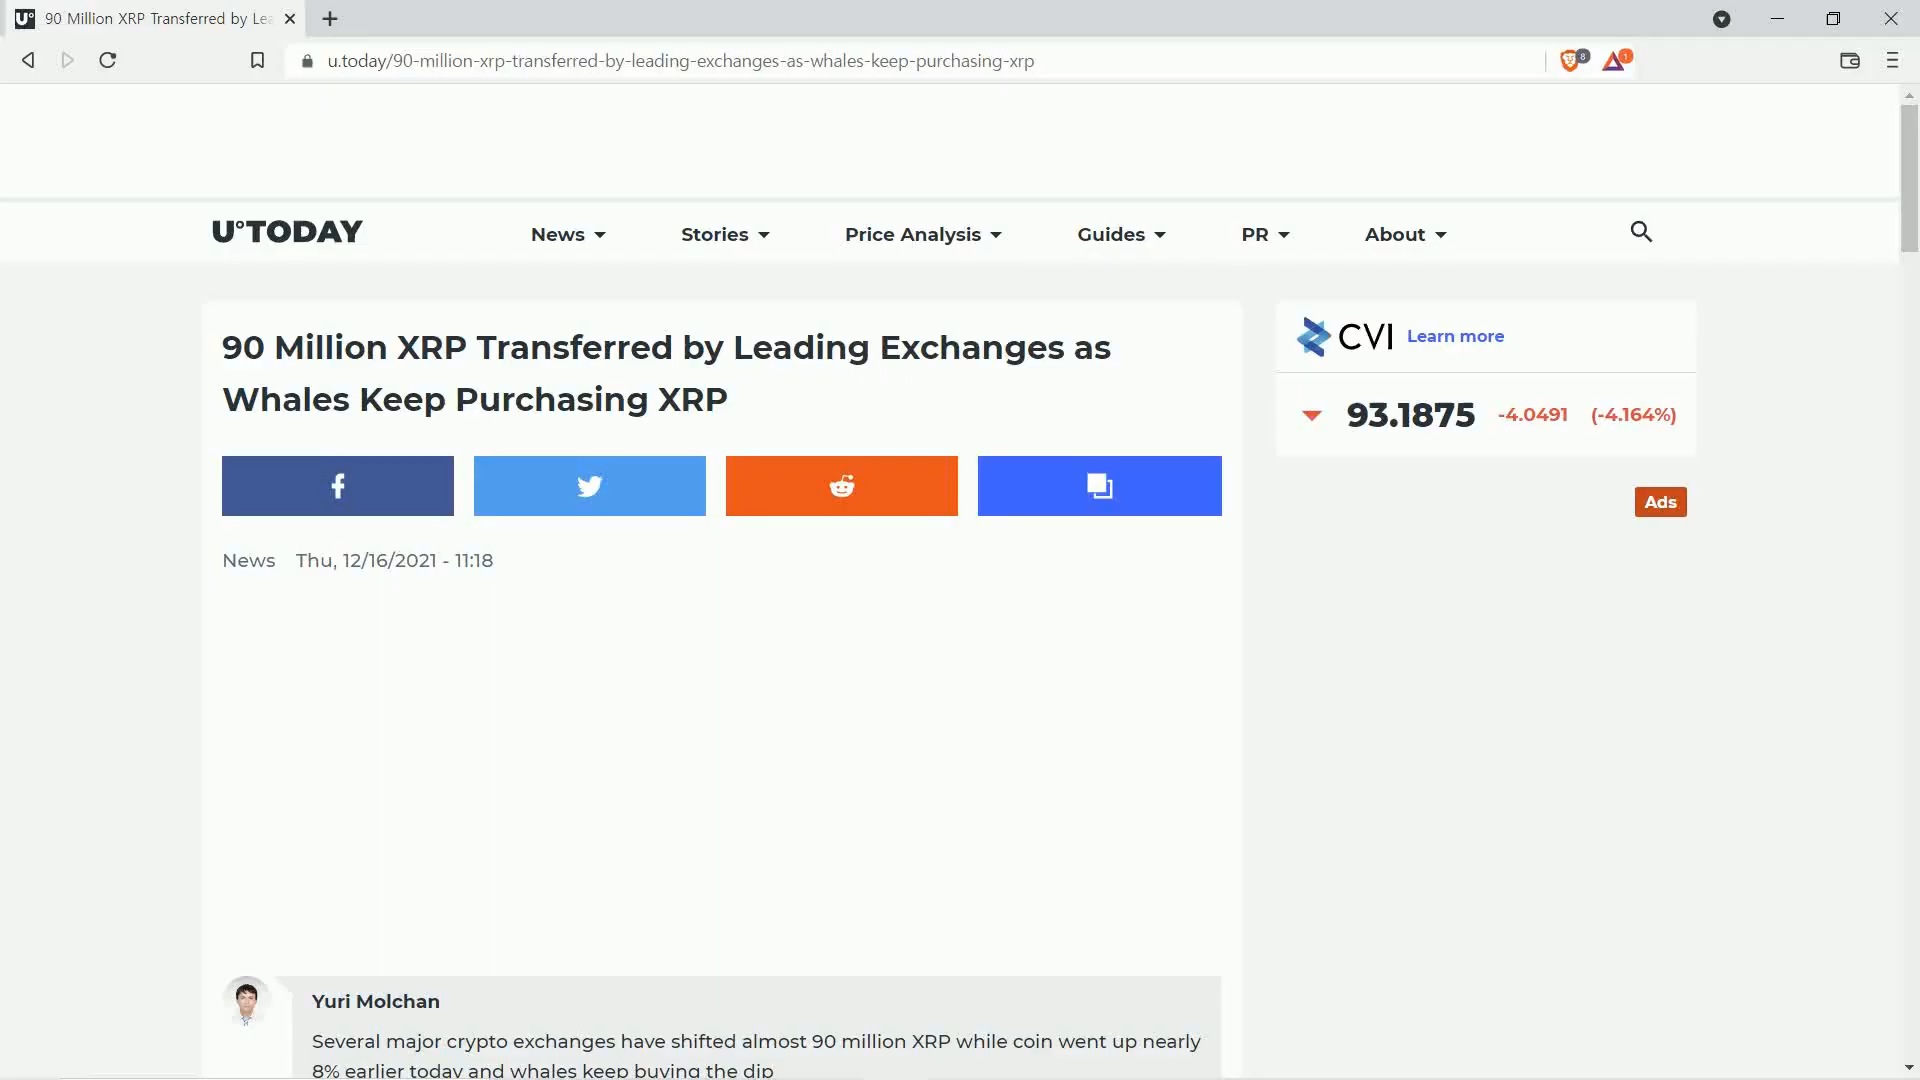 90 Million XRP Transferred by Lea
u.today/90-million-xrp-transferred-by-leading-exchanges-as-whales-keep-purchasing-xrp
8
1
U°TODAY
News
Stories
Price Analysis
Guides
PR
About
90 Million XRP Transferred by Leading Exchanges as
Whales Keep Purchasing XRP
CVI
Learn more
93.1875 -4.0491 (-4.164%)
Ads
News Thu, 12/16/2021 - 11:18
Yuri Molchan
Several major crypto exchanges have shifted almost 90 million XRP while coin went up nearly
8% earlier today and whales keep buying the dip